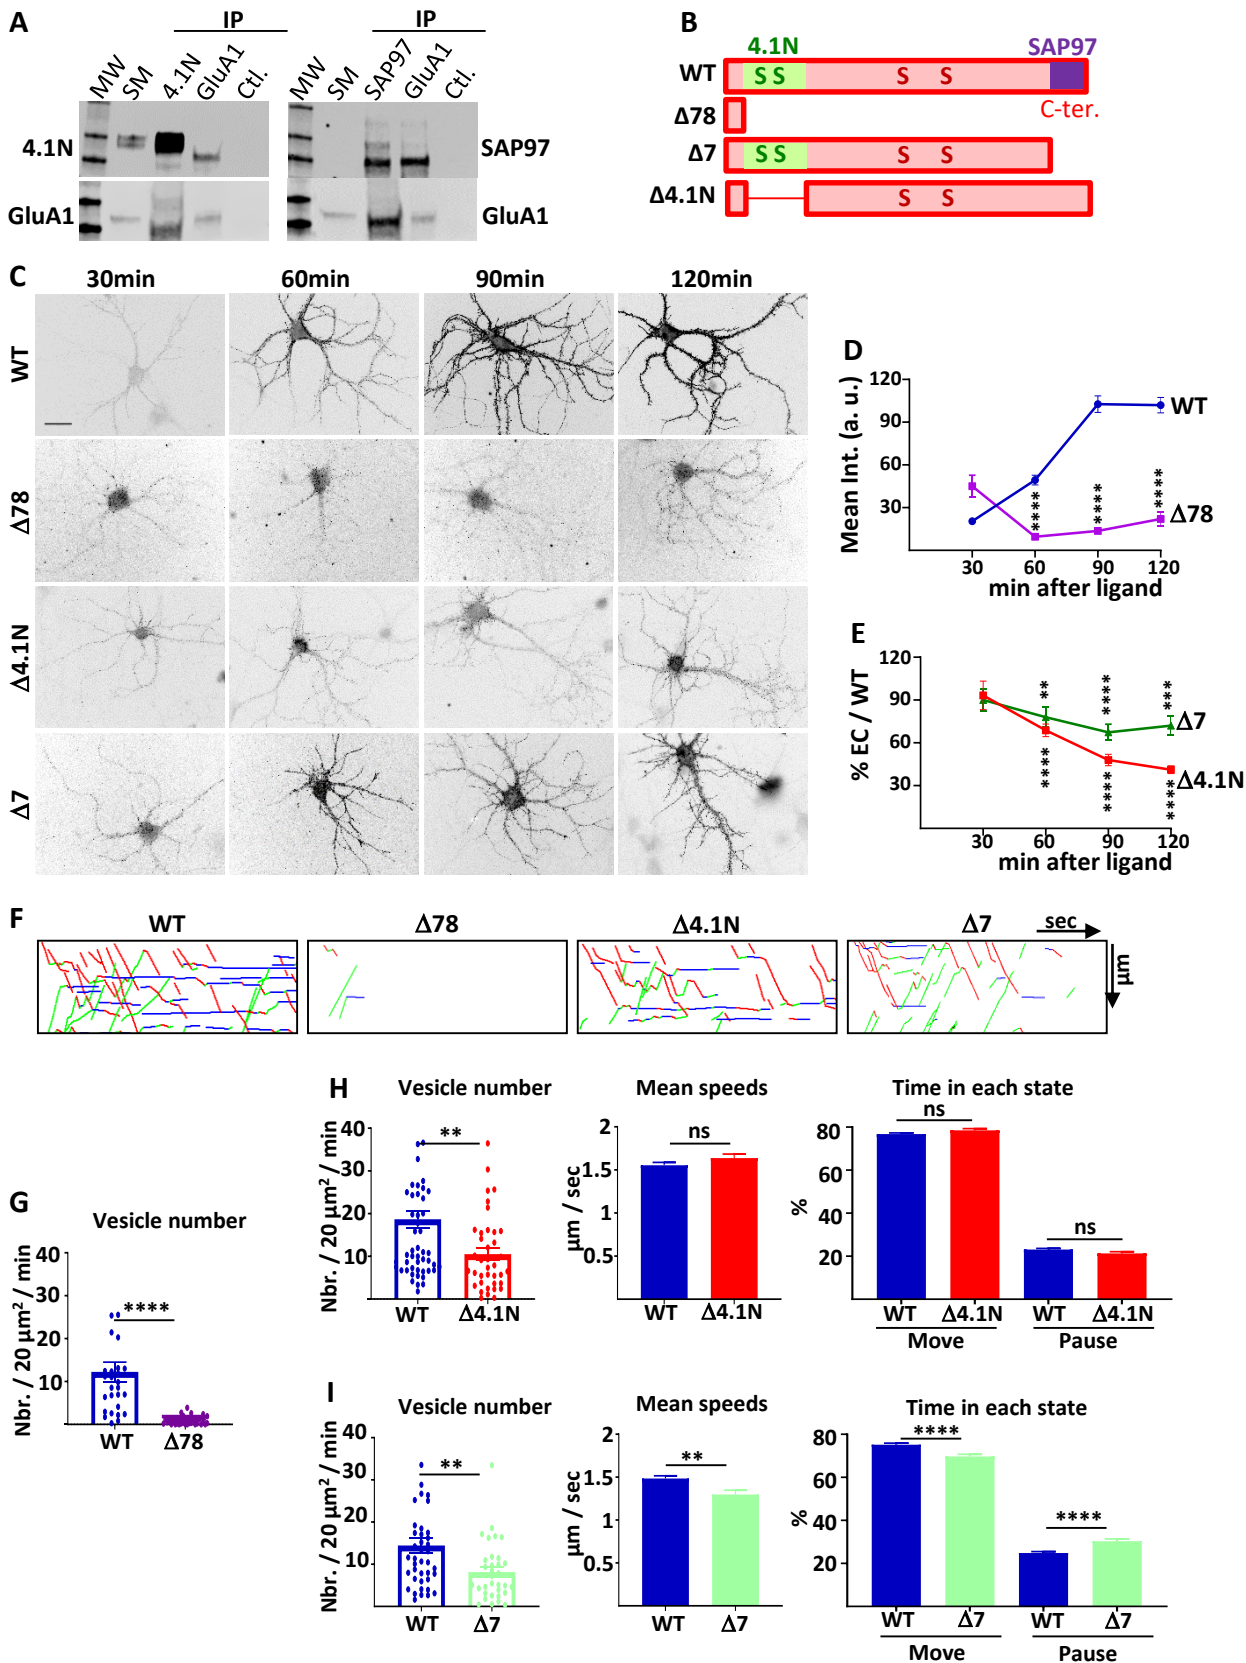 A
IP
IP
MW
SM
4.1N
GluA1
Ctl.
MW
SM
SAP97
GluA1
Ctl.
4.1N
SAP97
GluA1
GluA1
B
4.1N
SAP97
WT
S S
S
S
C-ter.
Δ78
Δ7
S S
S
S
Δ4.1N
S
S
C
30min
60min
90min
120min
WT
Δ78
Δ4.1N
Δ7
D
Mean Int. (a. u.)
120
90
60
30
WT
Δ78
****
****
****
30
60
90
120
min after ligand
E
% EC / WT
120
90
60
30
**
****
***
Δ7
Δ4.1N
****
****
****
30
60
90
120
min after ligand
F
WT
Δ78
Δ4.1N
Δ7
sec
µm
G
Vesicle number
Nbr. / 20 µm² / min
40
30
20
10
****
WT
Δ78
H
Vesicle number
Nbr. / 20 µm² / min
40
30
20
10
**
WT
Δ4.1N
Mean speeds
µm / sec
2
1.5
1
0.5
ns
WT
Δ4.1N
Time in each state
%
80
60
40
20
ns
ns
WT
Δ4.1N
WT
Δ4.1N
Move
Pause
I
Vesicle number
Nbr. / 20 µm² / min
40
30
20
10
**
WT
Δ7
Mean speeds
µm / sec
2
1.5
1
0.5
**
WT
Δ7
Time in each state
%
80
60
40
20
****
****
WT
Δ7
WT
Δ7
Move
Pause